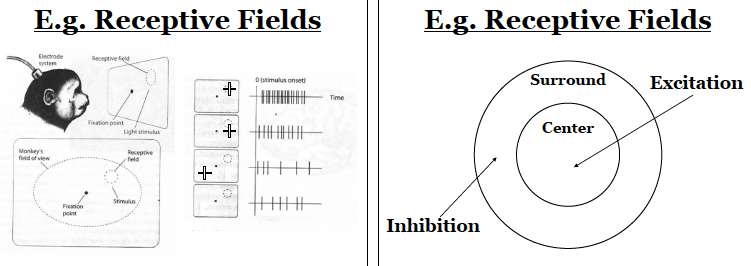 E.g. Receptive Fields
Electrode
system
Receptive field
Fixation point
Light stimulus
Monkey's
field of view
Receptive
field
Fixation
point
Stimulus
0 (stimulus onset)
Time
E.g. Receptive Fields
Surround
Excitation
Center
Inhibition